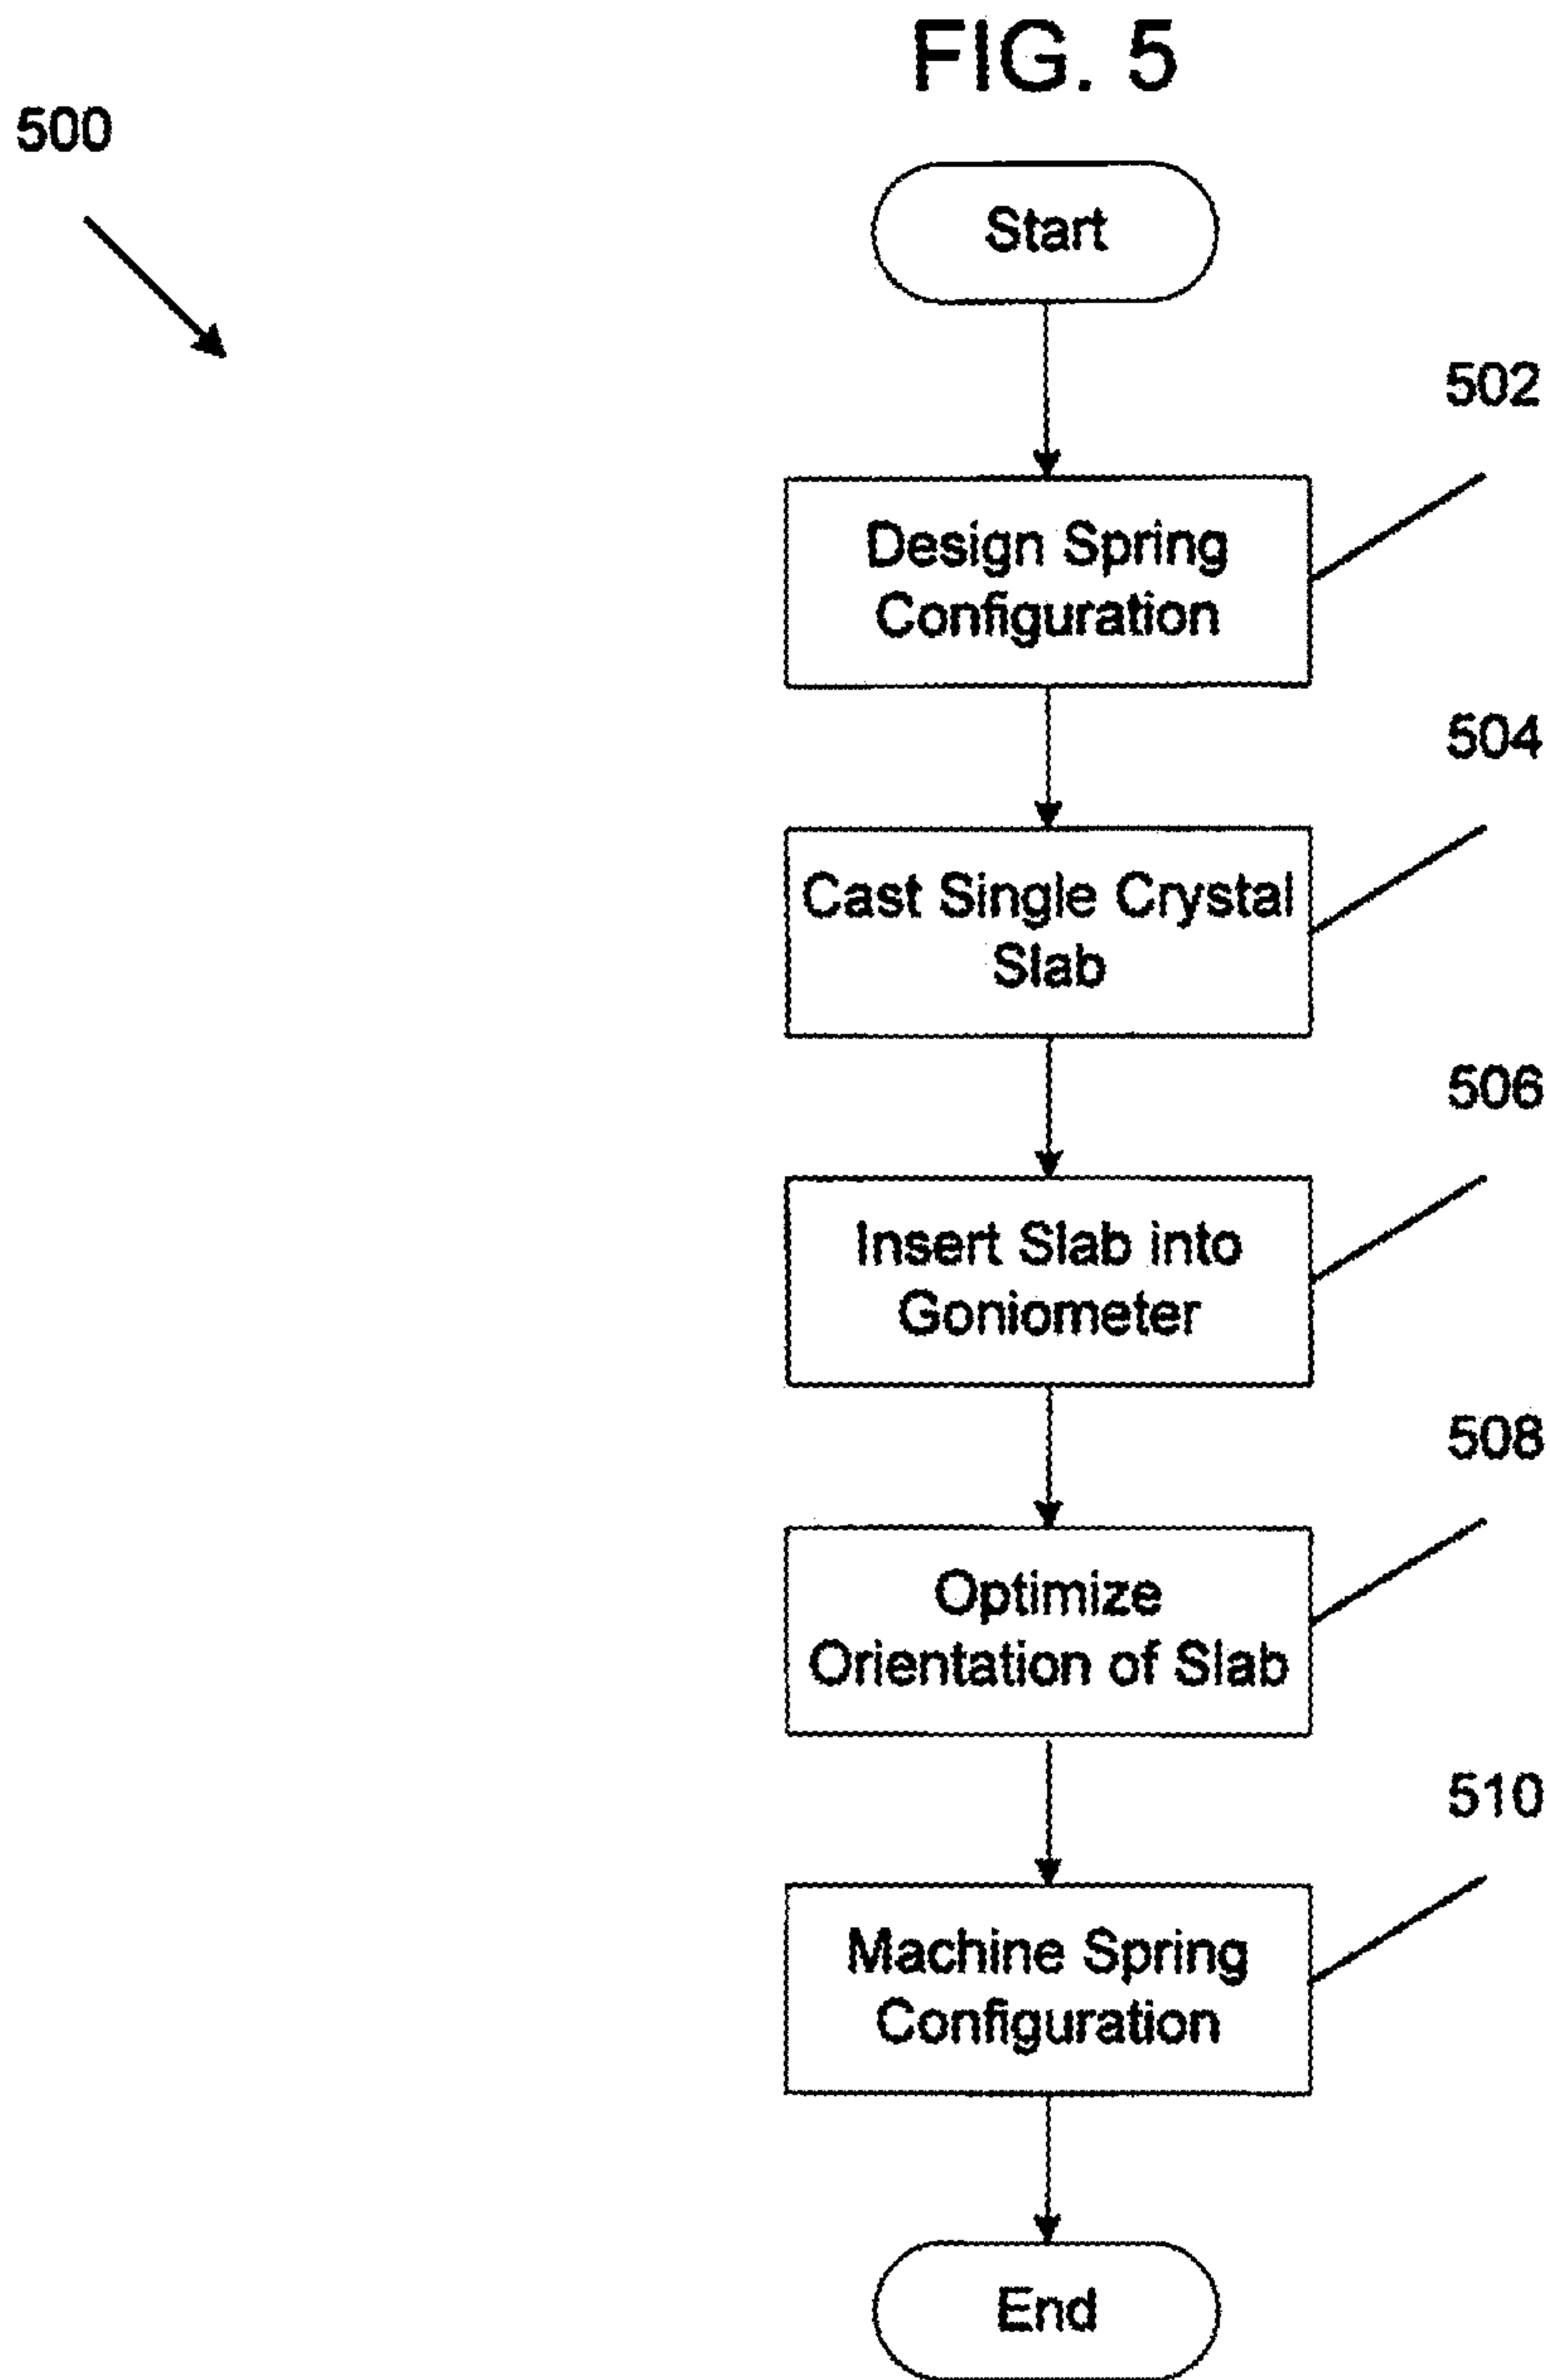 FIG. 5
500
Start
502
Design Spring
Configuration
504
Cast Single Crystal
Slab
506
Insert Slab into
Goniometer
508
Optimize
Orientation of Slab
510
Machine Spring
Configuration
End